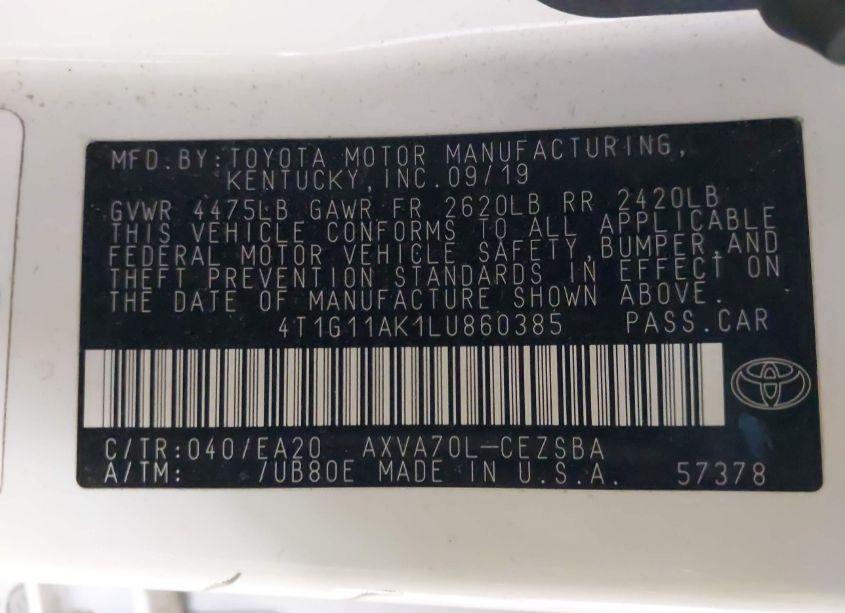 MFD.BY:TOYOTA MOTOR MANUFACTURING,
KENTUCKY,INC.09/19
GVWR 4475LB GAWR FR 2620LB RR 2420LB
THIS VEHICLE CONFORMS TO ALL APPLICABLE
FEDERAL MOTOR VEHICLE SAFETY,BUMPER,AND
THEFT PREVENTION STANDARDS IN EFFECT ON
THE DATE OF MANUFACTURE SHOWN ABOVE.
4T1G11AK1LU860385 PASS.CAR
C/TR:040/EA20 AXVA70L-CEZSBA
A/TM: /UB80E MADE IN U.S.A. 57378